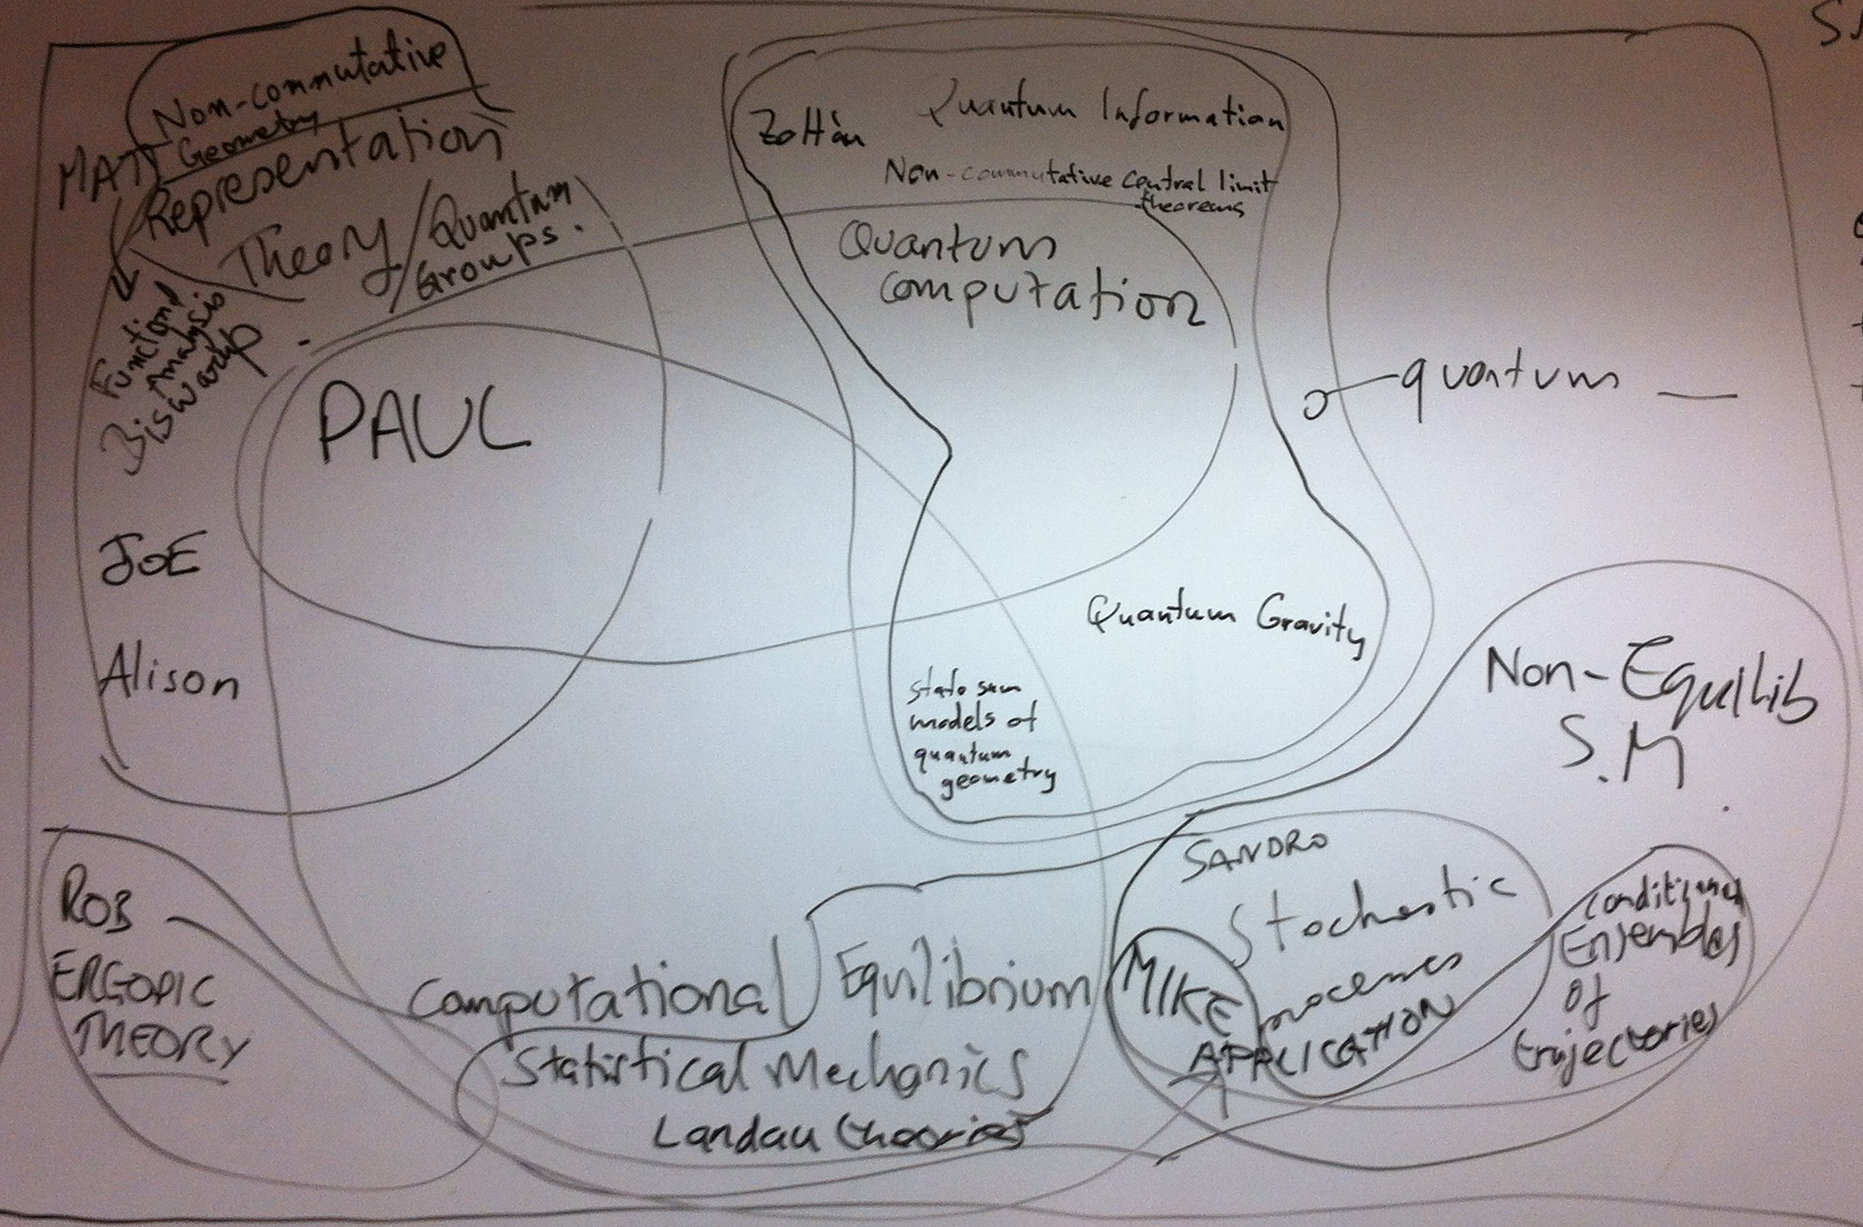 Non-commutative
Geometry
Representation
Theory/Quantum
Groups.
Functional
Analysis
Biswarup
PAUL
JOE
Alison
ROB
ERGODIC
THEORY
Zoltán
Quantum Information
Non-commutative central limit
theorems
Quantum
computation
quantum
Quantum Gravity
state sum
models of
quantum
geometry
Non-Equilib
S.M
SANDRO
Stochastic
processes
MIKE
APPLICATION
conditioned
Ensembles
of
trajectories
Computational
Equilibrium
Statistical Mechanics
Landau theories